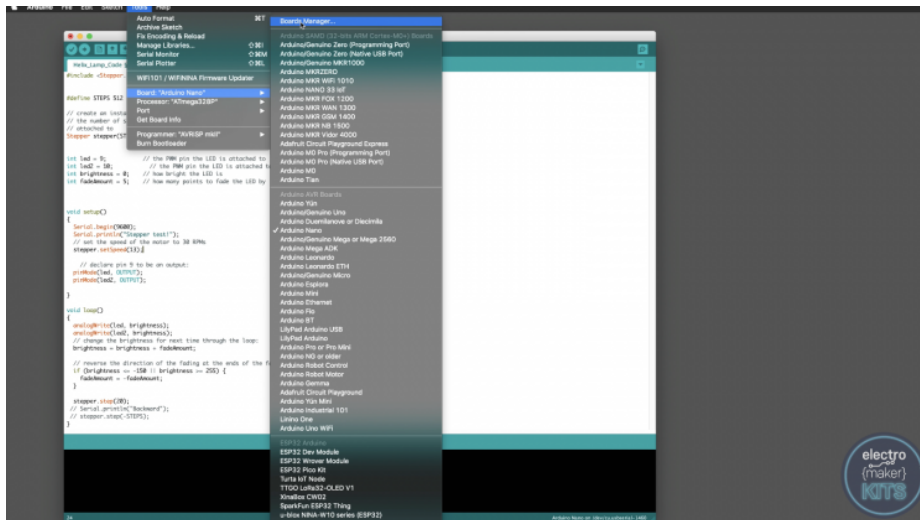 Arduino File Edit Sketch Tools Help
Auto Format ⌘T
Archive Sketch
Fix Encoding & Reload
Manage Libraries... ⇧⌘I
Serial Monitor ⇧⌘M
Serial Plotter ⇧⌘L
WiFi101 / WiFiNINA Firmware Updater
Board: "Arduino Nano"
Processor: "ATmega328P"
Port
Get Board Info
Programmer: "AVRISP mkII"
Burn Bootloader
Boards Manager...
Arduino SAMD (32-bits ARM Cortex-M0+) Boards
Arduino/Genuino Zero (Programming Port)
Arduino/Genuino Zero (Native USB Port)
Arduino/Genuino MKR1000
Arduino MKRZERO
Arduino MKR WiFi 1010
Arduino NANO 33 IoT
Arduino MKR FOX 1200
Arduino MKR WAN 1300
Arduino MKR GSM 1400
Arduino MKR NB 1500
Arduino MKR Vidor 4000
Adafruit Circuit Playground Express
Arduino M0 Pro (Programming Port)
Arduino M0 Pro (Native USB Port)
Arduino M0
Arduino Tian
Arduino AVR Boards
Arduino Yún
Arduino/Genuino Uno
Arduino Duemilanove or Diecimila
✓ Arduino Nano
Arduino/Genuino Mega or Mega 2560
Arduino Mega ADK
Arduino Leonardo
Arduino Leonardo ETH
Arduino/Genuino Micro
Arduino Esplora
Arduino Mini
Arduino Ethernet
Arduino Fio
Arduino BT
LilyPad Arduino USB
LilyPad Arduino
Arduino Pro or Pro Mini
Arduino NG or older
Arduino Robot Control
Arduino Robot Motor
Arduino Gemma
Adafruit Circuit Playground
Arduino Yún Mini
Arduino Industrial 101
Linino One
Arduino Uno WiFi
ESP32 Arduino
ESP32 Dev Module
ESP32 Wrover Module
ESP32 Pico Kit
Turta IoT Node
TTGO LoRa32-OLED V1
XinaBox CW02
SparkFun ESP32 Thing
u-blox NINA-W10 series (ESP32)
Hella_Lamp_Code
#include <Stepper.
#define STEPS 512
// create an insta
// the number of s
// attached to
Stepper stepper(ST
int led = 9; // the PWM pin the LED is attached to
int led2 = 10; // the PWM pin the LED is attached
int brightness = 0; // how bright the LED is
int fadeAmount = 5; // how many points to fade the LED by
void setup()
{
Serial.begin(9600);
Serial.println("Stepper test!");
// set the speed of the motor to 30 RPMs
stepper.setSpeed(13);
// declare pin 9 to be an output:
pinMode(led, OUTPUT);
pinMode(led2, OUTPUT);
}
void loop()
{
analogWrite(led, brightness);
analogWrite(led2, brightness);
// change the brightness for next time through the loop:
brightness = brightness + fadeAmount;
// reverse the direction of the fading at the ends of the f
if (brightness <= -150 || brightness >= 255) {
fadeAmount = -fadeAmount;
}
stepper.step(20);
// Serial.println("Backward");
// stepper.step(-STEPS);
}
electro
{maker}
KITS